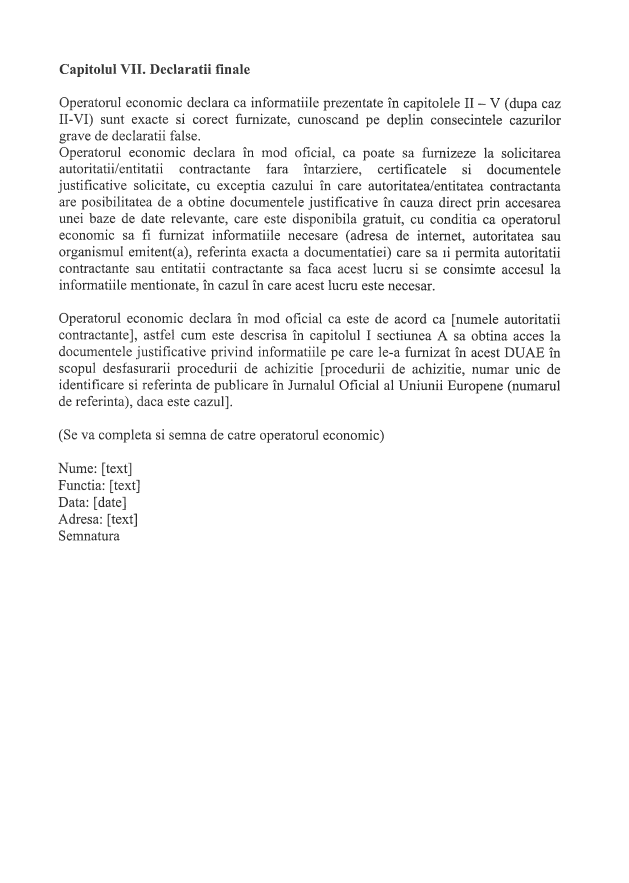 Capitolul VII. Declaratii finale
Operatorul economic declara ca informatiile prezentate în capitolele II – V (dupa caz
II-VI) sunt exacte si corect furnizate, cunoscand pe deplin consecintele cazurilor
grave de declaratii false.
Operatorul economic declara în mod oficial, ca poate sa furnizeze la solicitarea
autoritatii/entitatii contractante fara întarziere, certificatele si documentele
justificative solicitate, cu exceptia cazului în care autoritatea/entitatea contractanta
are posibilitatea de a obtine documentele justificative în cauza direct prin accesarea
unei baze de date relevante, care este disponibila gratuit, cu conditia ca operatorul
economic sa fi furnizat informatiile necesare (adresa de internet, autoritatea sau
organismul emitent(a), referinta exacta a documentatiei) care sa ii permita autoritatii
contractante sau entitatii contractante sa faca acest lucru si se consimte accesul la
informatiile mentionate, în cazul în care acest lucru este necesar.
Operatorul economic declara în mod oficial ca este de acord ca [numele autoritatii
contractante], astfel cum este descrisa în capitolul I sectiunea A sa obtina acces la
documentele justificative privind informatiile pe care le-a furnizat în acest DUAE în
scopul desfasurarii procedurii de achizitie [procedurii de achizitie, numar unic de
identificare si referinta de publicare în Jurnalul Oficial al Uniunii Europene (numarul
de referinta), daca este cazul].
(Se va completa si semna de catre operatorul economic)
Nume: [text]
Functia: [text]
Data: [date]
Adresa: [text]
Semnatura